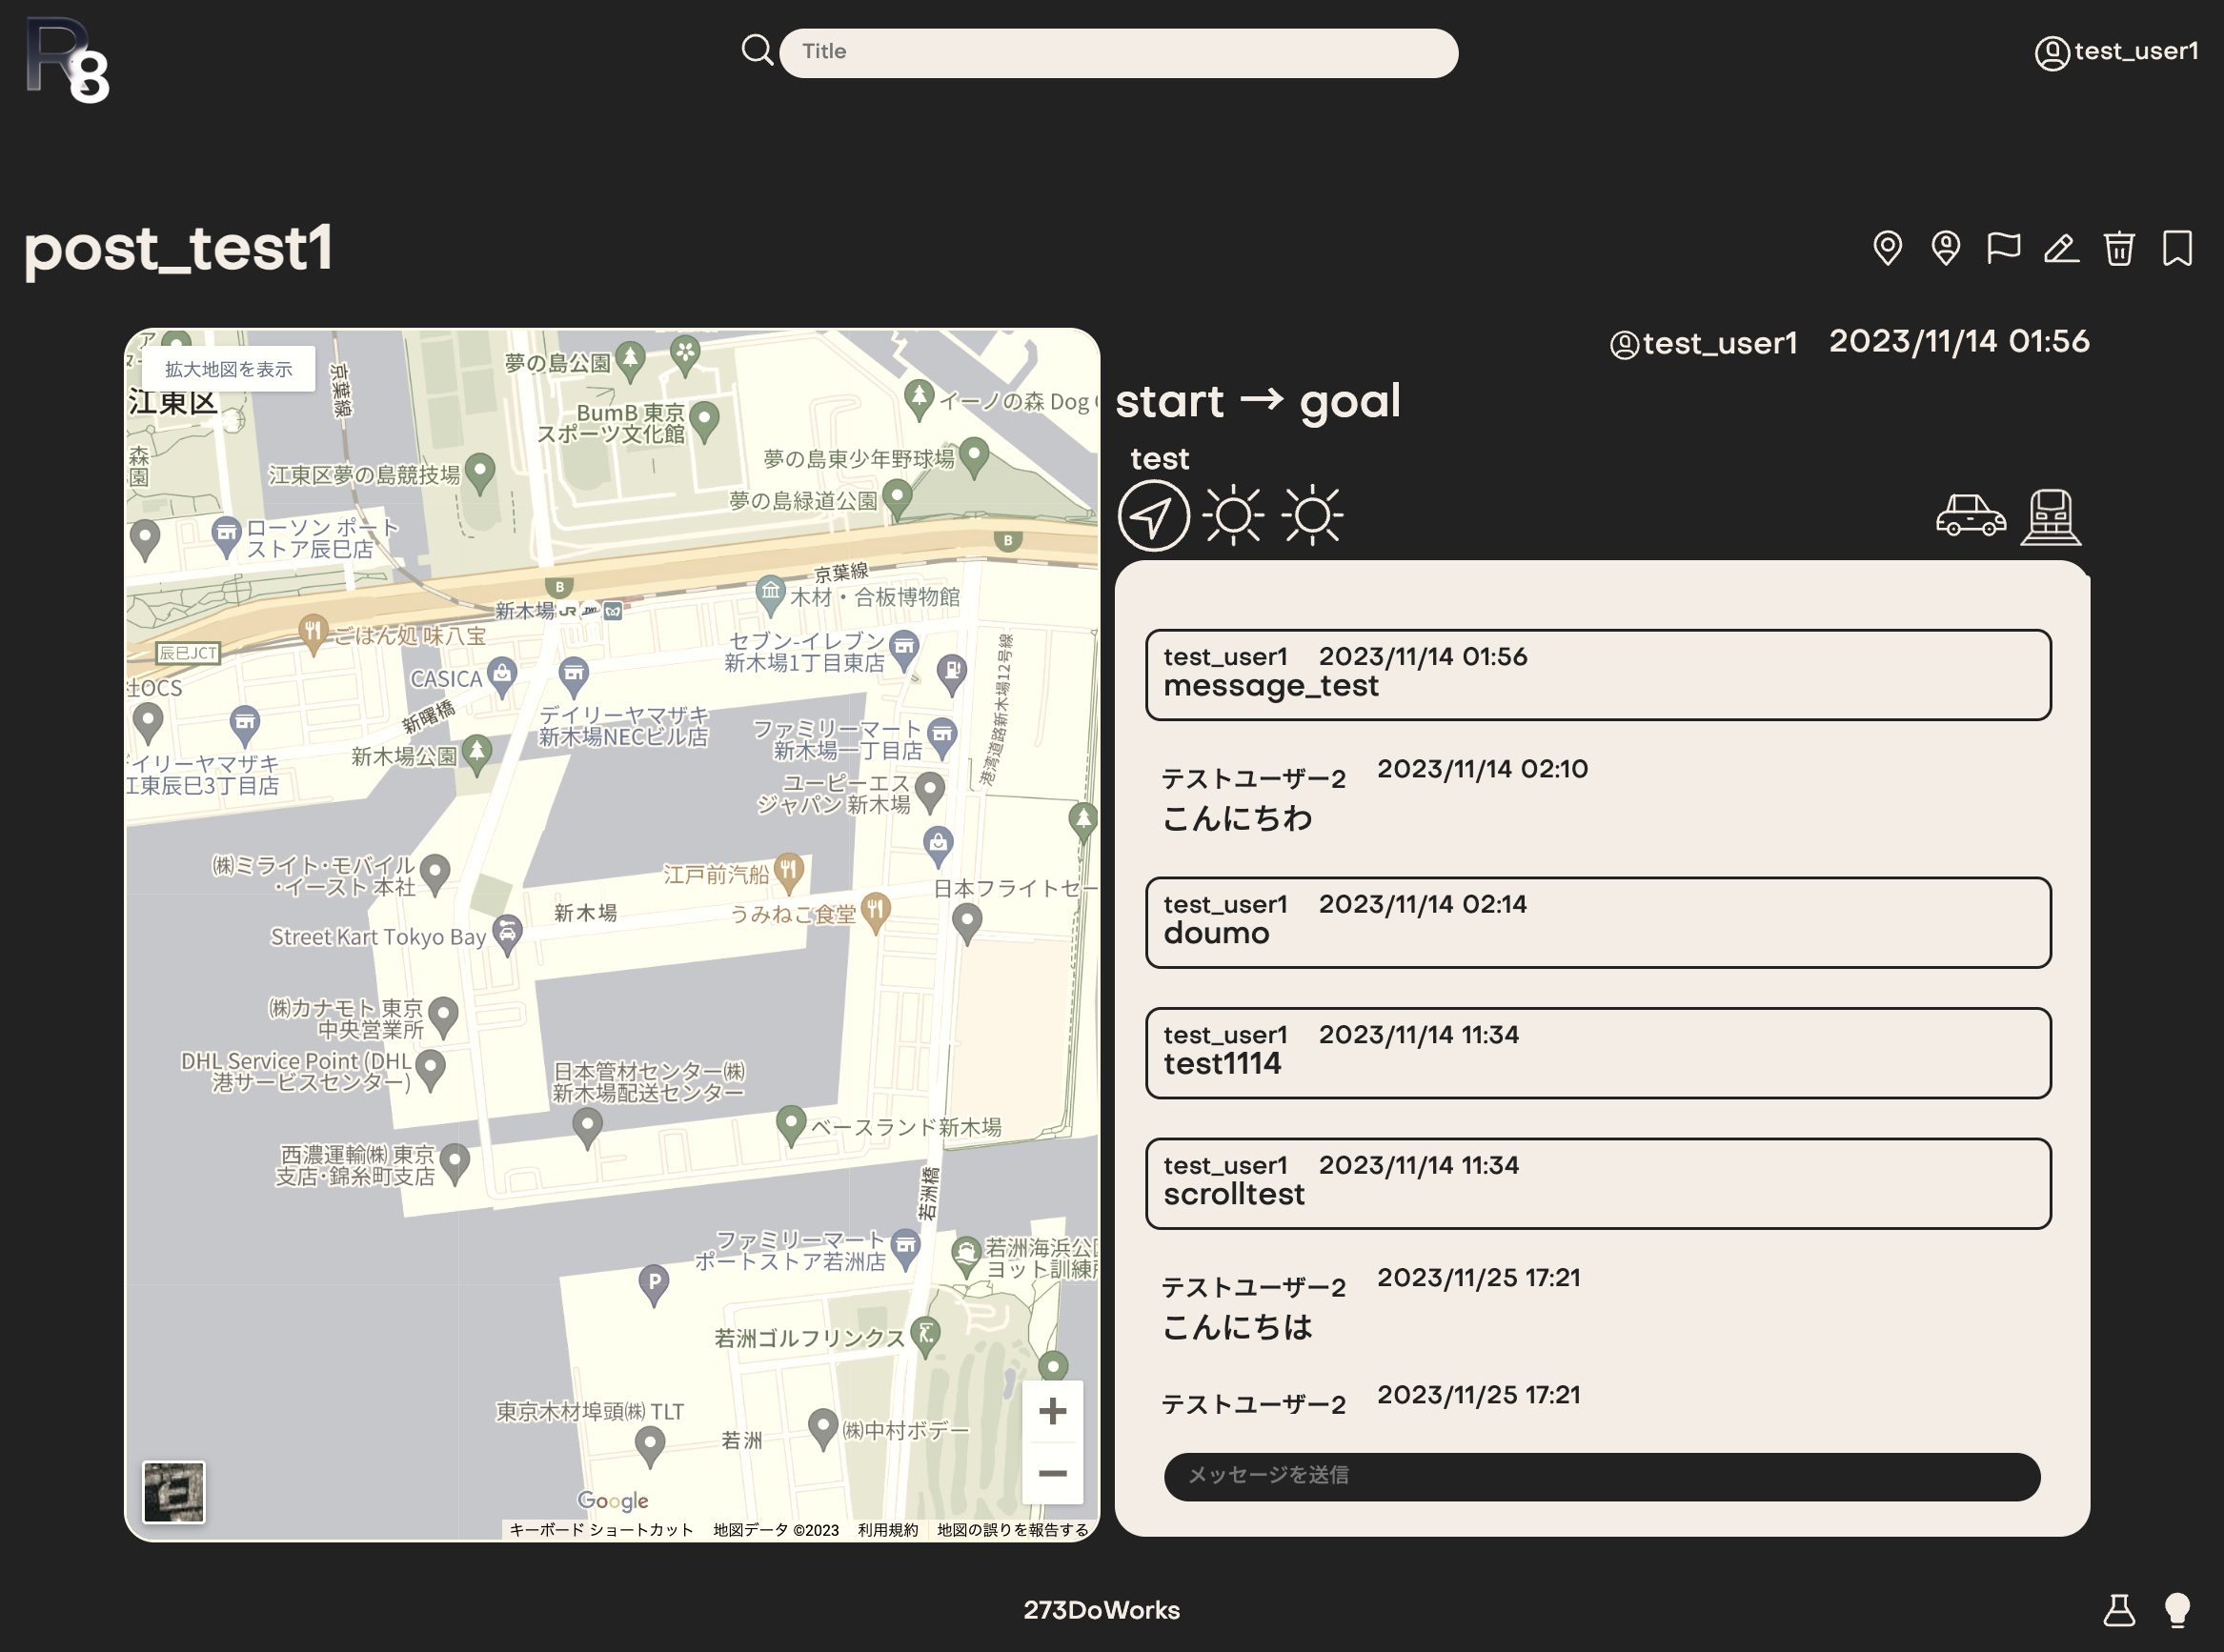 R8
Title
test_user1
post_test1
test_user1 2023/11/14 01:56
start → goal
test
拡大地図を表示
江東区
京葉線
夢の島公園
BumB 東京
スポーツ文化館
イーノの森 Dog
江東区夢の島競技場
夢の島東少年野球場
夢の島緑道公園
森
園
ローソン ポート
ストア辰巳店
B
B
京葉線
新木場
JR
木材・合板博物館
ごはん処 味八宝
辰巳JCT
セブン-イレブン
新木場1丁目東店
CASICA
社OCS
新曙橋
デイリーヤマザキ
新木場NECビル店
港湾道路新木場12号線
ファミリーマート
新木場一丁目店
新木場公園
イリーヤマザキ
江東辰巳3丁目店
ユーピーエス
ジャパン 新木場
㈱ミライト・モバイル
・イースト 本社
江戸前汽船
日本フライトセー
うみねこ食堂
新木場
Street Kart Tokyo Bay
㈱カナモト 東京
中央営業所
DHL Service Point (DHL
港サービスセンター)
日本管材センター㈱
新木場配送センター
ベースランド新木場
西濃運輸㈱ 東京
支店・錦糸町支店
若洲橋
ファミリーマート
ポートストア若洲店
若洲海浜公園
ヨット訓練所
P
若洲ゴルフリンクス
東京木材埠頭㈱ TLT
若洲
㈱中村ボデー
+
−
Google
キーボード ショートカット 地図データ ©2023 利用規約 地図の誤りを報告する
test_user1 2023/11/14 01:56
message_test
テストユーザー2 2023/11/14 02:10
こんにちわ
test_user1 2023/11/14 02:14
doumo
test_user1 2023/11/14 11:34
test1114
test_user1 2023/11/14 11:34
scrolltest
テストユーザー2 2023/11/25 17:21
こんにちは
テストユーザー2 2023/11/25 17:21
メッセージを送信
273DoWorks